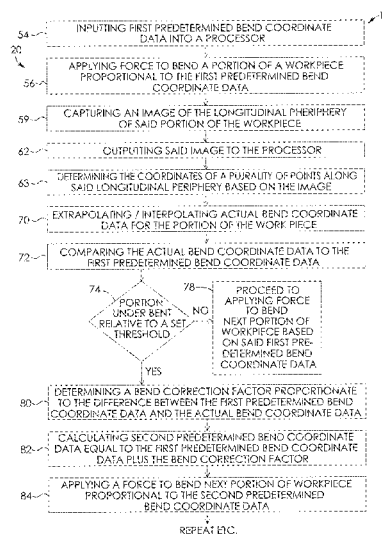 54
INPUTTING FIRST PREDETERMINED BEND COORDINATE
DATA INTO A PROCESSOR
20
56
APPLYING FORCE TO BEND A PORTION OF A WORKPIECE
PROPORTIONAL TO THE FIRST PREDETERMINED BEND
COORDINATE DATA
59
CAPTURING AN IMAGE OF THE LONGITUDINAL PHERIPHERY
OF SAID PORTION OF THE WORKPIECE
62
OUTPUTTING SAID IMAGE TO THE PROCESSOR
63
DETERMINING THE COORDINATES OF A PLURALITY OF POINTS ALONG
SAID LONGITUDINAL PERIPHERY BASED ON THE IMAGE
70
EXTRAPOLATING / INTERPOLATING ACTUAL BEND COORDINATE
DATA FOR THE PORTION OF THE WORK PIECE
72
COMPARING THE ACTUAL BEND COORDINATE DATA TO THE
FIRST PREDETERMINED BEND COORDINATE DATA
74
PORTION
UNDER BENT
RELATIVE TO A SET
THRESHOLD
NO
YES
78
PROCEED TO
APPLYING FORCE
TO BEND
NEXT PORTION OF
WORKPIECE BASED
ON SAID FIRST PRE-
DETERMINED BEND
COORDINATE DATA
80
DETERMINING A BEND CORRECTION FACTOR PROPORTIONATE
TO THE DIFFERENCE BETWEEN THE FIRST PREDETERMINED BEND
COORDINATE DATA AND THE ACTUAL BEND COORDINATE DATA
82
CALCULATING SECOND PREDETERMINED BEND COORDINATE
DATA EQUAL TO THE FIRST PREDETERMINED BEND COORDINATE
DATA PLUS THE BEND CORRECTION FACTOR
84
APPLYING A FORCE TO BEND NEXT PORTION OF WORKPIECE
PROPORTIONAL TO THE SECOND PREDETERMINED
BEND COORDINATE DATA
REPEAT ETC.